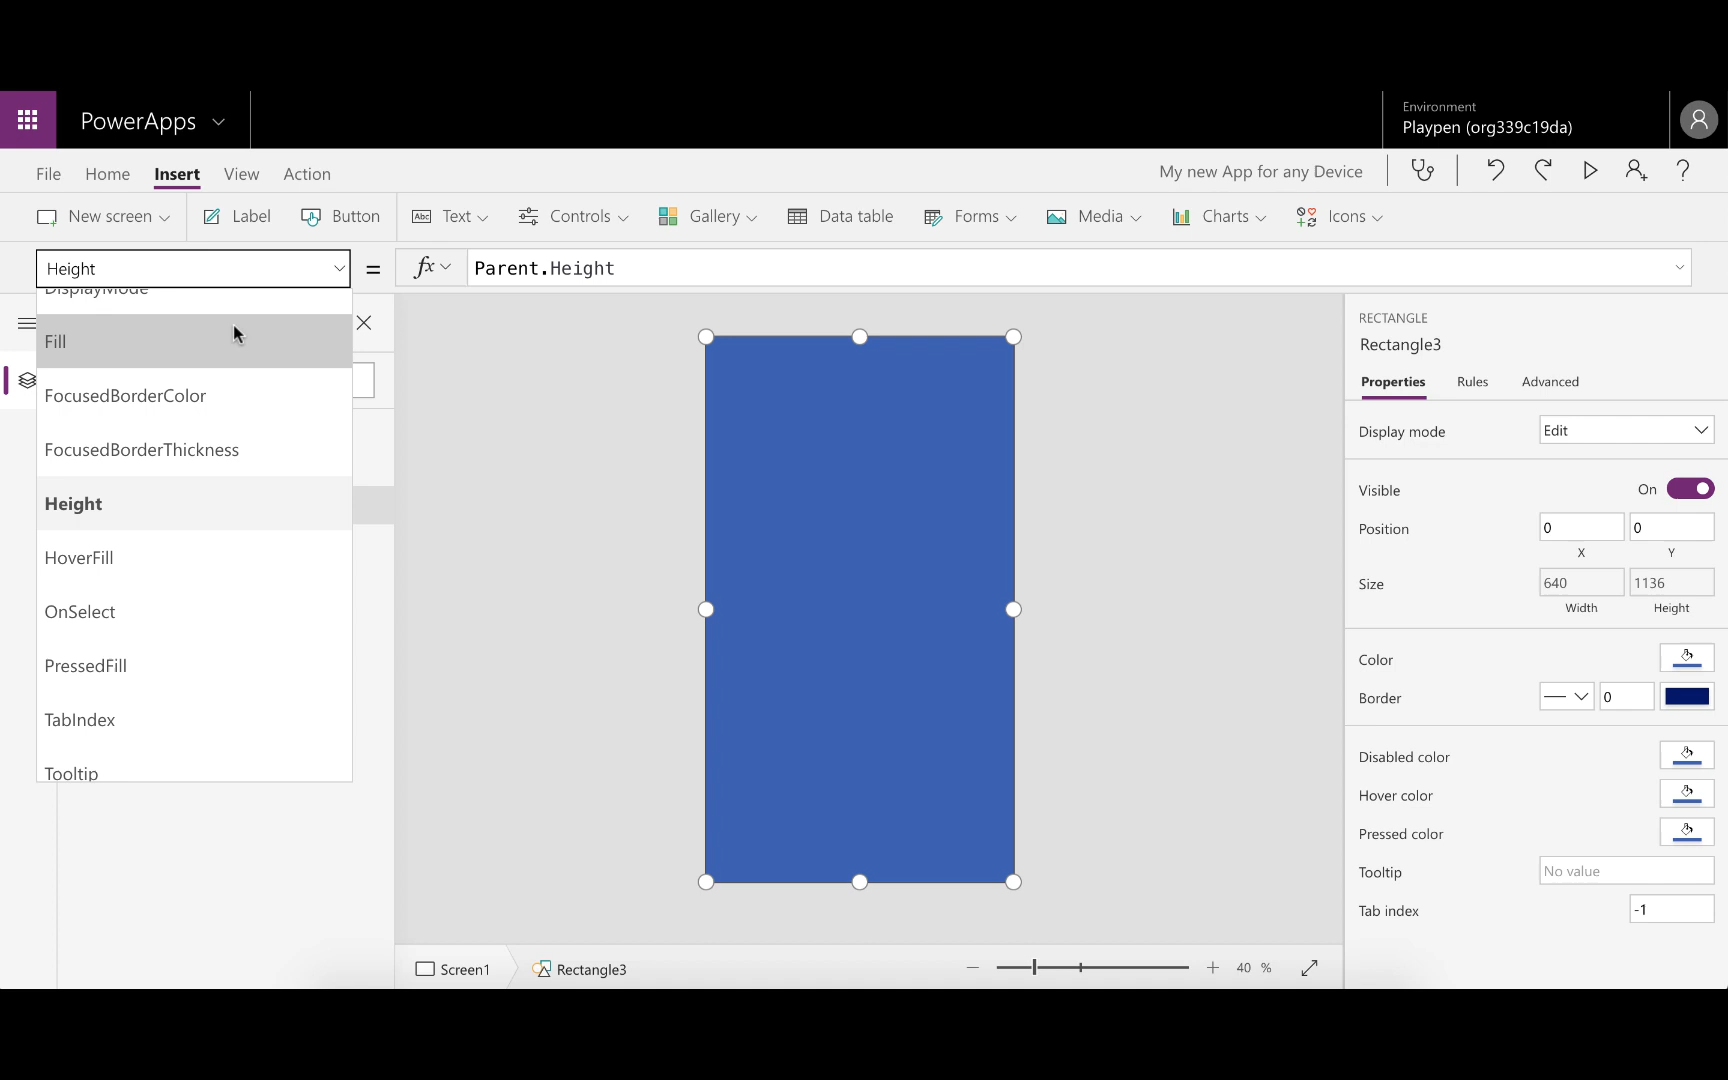 PowerApps
Environment
Playpen (org339c19da)
File Home Insert View Action
My new App for any Device
New screen Label Button Text Controls Gallery Data table Forms Media Charts Icons
Abc
Height = fx Parent.Height
DisplayMode
Fill
FocusedBorderColor
FocusedBorderThickness
Height
HoverFill
OnSelect
PressedFill
TabIndex
Tooltip
RECTANGLE
Rectangle3
Properties Rules Advanced
Display mode Edit
Visible On
Position 0 0
X Y
Size 640 1136
Width Height
Color
Border 0
Disabled color
Hover color
Pressed color
Tooltip No value
Tab index -1
Screen1 Rectangle3 40 %